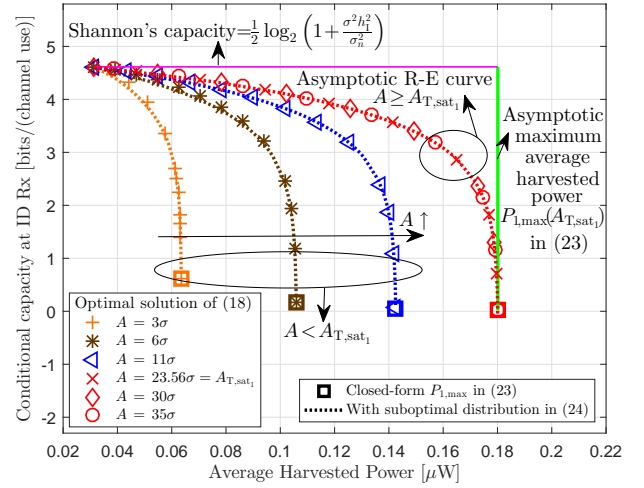 Shannon's capacity=½ log₂ (1 + σ²h₁²/σₙ²)
Asymptotic R-E curve
A ≥ A_T,sat₁
Asymptotic
maximum
average
harvested
power
P₁,max(A_T,sat₁)
in (23)
A ↑
A < A_T,sat₁
Optimal solution of (18)
A = 3σ
A = 6σ
A = 11σ
A = 23.56σ = A_T,sat₁
A = 30σ
A = 35σ
Closed-form P₁,max in (23)
With suboptimal distribution in (24)
Conditional capacity at ID Rx [bits/(channel use)]
5
4
3
2
1
0
-1
-2
0.02 0.04 0.06 0.08 0.1 0.12 0.14 0.16 0.18 0.2 0.22
Average Harvested Power [μW]